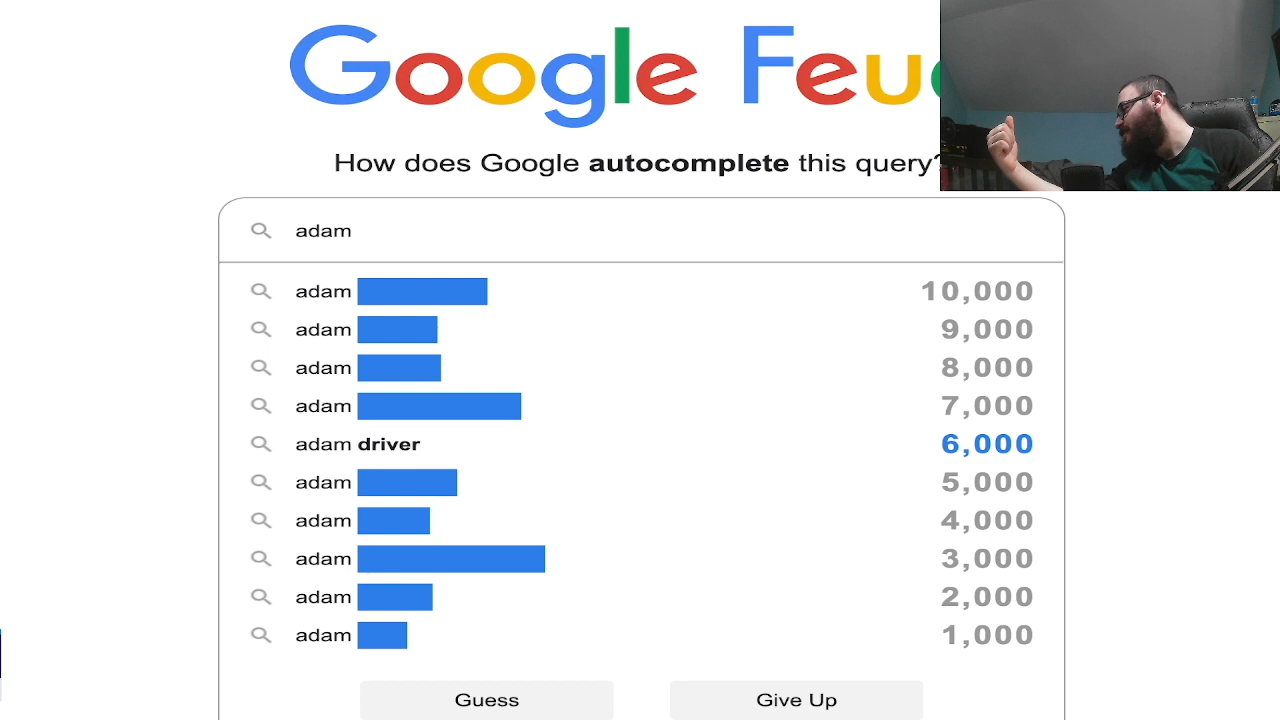 Google Feu
How does Google autocomplete this query?
adam
adam 10,000
adam 9,000
adam 8,000
adam 7,000
adam driver 6,000
adam 5,000
adam 4,000
adam 3,000
adam 2,000
adam 1,000
Guess Give Up